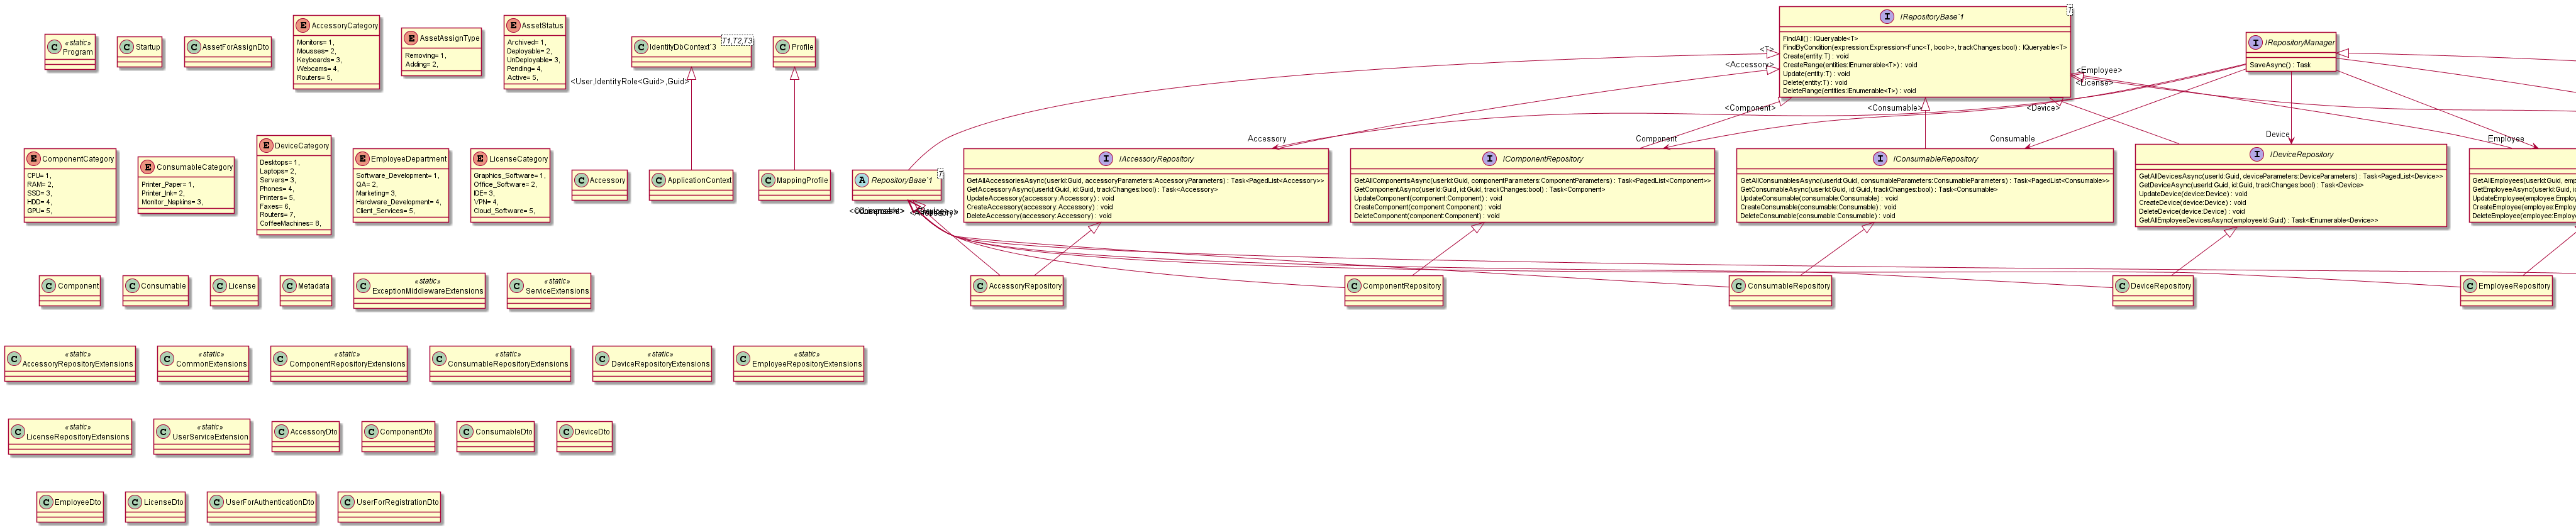 C «static» Program
C Startup
C AssetForAssignDto
E AccessoryCategory
Monitors= 1,
Mousses= 2,
Keyboards= 3,
Webcams= 4,
Routers= 5,
E AssetAssignType
Removing= 1,
Adding= 2,
E AssetStatus
Archived= 1,
Deployable= 2,
UnDeployable= 3,
Pending= 4,
Active= 5,
C IdentityDbContext`3
T1,T2,T3
C Profile
I IRepositoryBase`1
T
FindAll() : IQueryable<T>
FindByCondition(expression:Expression<Func<T, bool>>, trackChanges:bool) : IQueryable<T>
Create(entity:T) : void
CreateRange(entities:IEnumerable<T>) : void
Update(entity:T) : void
Delete(entity:T) : void
DeleteRange(entities:IEnumerable<T>) : void
I IRepositoryManager
SaveAsync() : Task
<T>
<Accessory>
<Component>
<Consumable>
<Device>
<Employee>
<License>
<User,IdentityRole<Guid>,Guid>
Accessory
Component
Consumable
Device
Employee
E ComponentCategory
CPU= 1,
RAM= 2,
SSD= 3,
HDD= 4,
GPU= 5,
E ConsumableCategory
Printer_Paper= 1,
Printer_Ink= 2,
Monitor_Napkins= 3,
E DeviceCategory
Desktops= 1,
Laptops= 2,
Servers= 3,
Phones= 4,
Printers= 5,
Faxes= 6,
Routers= 7,
CoffeeMachines= 8,
E EmployeeDepartment
Software_Development= 1,
QA= 2,
Marketing= 3,
Hardware_Development= 4,
Client_Services= 5,
E LicenseCategory
Graphics_Software= 1,
Office_Software= 2,
IDE= 3,
VPN= 4,
Cloud_Software= 5,
C Accessory
C ApplicationContext
C MappingProfile
A RepositoryBase`1
T
I IAccessoryRepository
GetAllAccessoriesAsync(userId:Guid, accessoryParameters:AccessoryParameters) : Task<PagedList<Accessory>>
GetAccessoryAsync(userId:Guid, id:Guid, trackChanges:bool) : Task<Accessory>
UpdateAccessory(accessory:Accessory) : void
CreateAccessory(accessory:Accessory) : void
DeleteAccessory(accessory:Accessory) : void
I IComponentRepository
GetAllComponentsAsync(userId:Guid, componentParameters:ComponentParameters) : Task<PagedList<Component>>
GetComponentAsync(userId:Guid, id:Guid, trackChanges:bool) : Task<Component>
UpdateComponent(component:Component) : void
CreateComponent(component:Component) : void
DeleteComponent(component:Component) : void
I IConsumableRepository
GetAllConsumablesAsync(userId:Guid, consumableParameters:ConsumableParameters) : Task<PagedList<Consumable>>
GetConsumableAsync(userId:Guid, id:Guid, trackChanges:bool) : Task<Consumable>
UpdateConsumable(consumable:Consumable) : void
CreateConsumable(consumable:Consumable) : void
DeleteConsumable(consumable:Consumable) : void
I IDeviceRepository
GetAllDevicesAsync(userId:Guid, deviceParameters:DeviceParameters) : Task<PagedList<Device>>
GetDeviceAsync(userId:Guid, id:Guid, trackChanges:bool) : Task<Device>
UpdateDevice(device:Device) : void
CreateDevice(device:Device) : void
DeleteDevice(device:Device) : void
GetAllEmployeeDevicesAsync(employeeId:Guid) : Task<IEnumerable<Device>>
GetAllEmployees(userId:Guid, emp
GetEmployeeAsync(userId:Guid, i
UpdateEmployee(employee:Emplo
CreateEmployee(employee:Employ
DeleteEmployee(employee:Employ
C Component
C Consumable
C License
C Metadata
C «static» ExceptionMiddlewareExtensions
C «static» ServiceExtensions
C AccessoryRepository
C ComponentRepository
C ConsumableRepository
C DeviceRepository
C EmployeeRepository
C «static» AccessoryRepositoryExtensions
C «static» CommonExtensions
C «static» ComponentRepositoryExtensions
C «static» ConsumableRepositoryExtensions
C «static» DeviceRepositoryExtensions
C «static» EmployeeRepositoryExtensions
C «static» LicenseRepositoryExtensions
C «static» UserServiceExtension
C AccessoryDto
C ComponentDto
C ConsumableDto
C DeviceDto
C EmployeeDto
C LicenseDto
C UserForAuthenticationDto
C UserForRegistrationDto